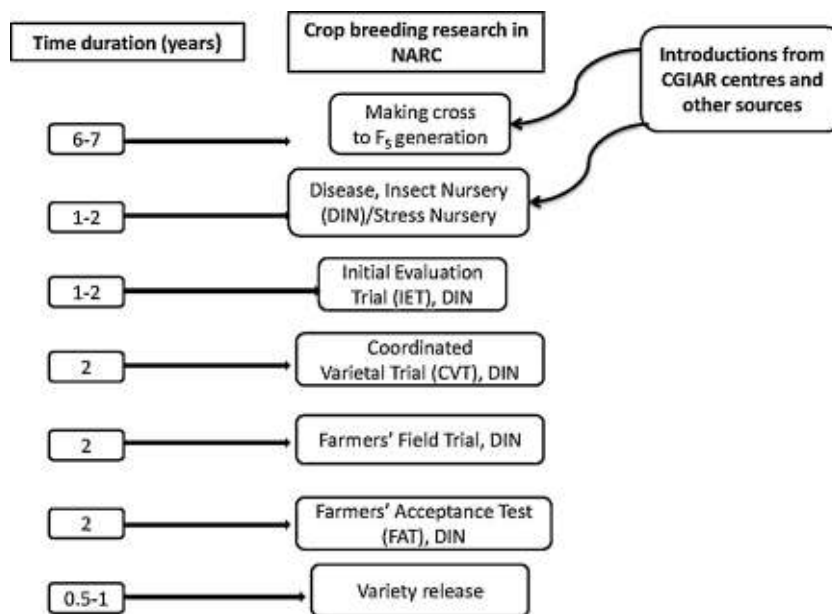 Time duration (years)
Crop breeding research in
NARC
Introductions from
CGIAR centres and
other sources
6-7
Making cross
to F₅ generation
1-2
Disease, Insect Nursery
(DIN)/Stress Nursery
1-2
Initial Evaluation
Trial (IET), DIN
2
Coordinated
Varietal Trial (CVT), DIN
2
Farmers' Field Trial, DIN
2
Farmers' Acceptance Test
(FAT), DIN
0.5-1
Variety release